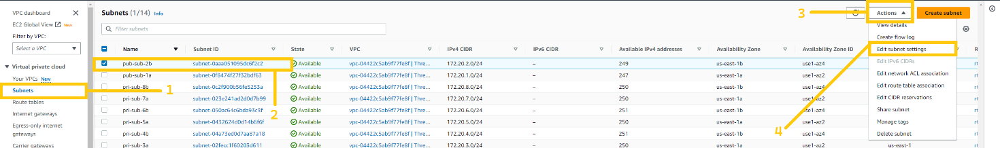 VPC dashboard
EC2 Global View New
Filter by VPC:
Select a VPC
Virtual private cloud
Your VPCs New
Subnets
Route tables
Internet gateways
Egress-only internet
gateways
Carrier gateways
1
Subnets (1/14) Info
Filter subnets
3
Actions
Create subnet
View details
Create flow log
Edit subnet settings
Edit IPv6 CIDRs
Edit network ACL association
Edit route table association
Edit CIDR reservations
Share subnet
Manage tags
Delete subnet
4
2
Name Subnet ID State VPC IPv4 CIDR IPv6 CIDR Available IPv4 addresses Availability Zone Availability Zone ID R
pub-sub-2b subnet-0aaa051095dc6f2c2 Available vpc-04422c5ab9f77fe8f | Thre... 172.20.2.0/24 – 249 us-east-1b use1-az4 rt
pub-sub-1a subnet-0f8474f27f32bdf63 Available vpc-04422c5ab9f77fe8f | Thre... 172.20.1.0/24 – 247 us-east-1a use1-az2 rt
pri-sub-8b subnet-0c2f900b56fe5253a Available vpc-04422c5ab9f77fe8f | Thre... 172.20.8.0/24 – 250 us-east-1b use1-az4 rt
pri-sub-7a subnet-023e241ad2d0d7b99 Available vpc-04422c5ab9f77fe8f | Thre... 172.20.7.0/24 – 250 us-east-1a use1-az2 rt
pri-sub-6b subnet-050ac64c6bda93c3f Available vpc-04422c5ab9f77fe8f | Thre... 172.20.6.0/24 – 251 us-east-1b use1-az4 rt
pri-sub-5a subnet-0432624d0d14b6f6f Available vpc-04422c5ab9f77fe8f | Thre... 172.20.5.0/24 – 250 us-east-1a use1-az2 rt
pri-sub-4b subnet-04a73ed0d7aa87a18 Available vpc-04422c5ab9f77fe8f | Thre... 172.20.4.0/24 – 251 us-east-1b use1-az4 rt
pri-sub-3a subnet-02fecc1f60203d611 Available vpc-04422c5ab9f77fe8f | Thre... 172.20.3.0/24 – 250 us-east-1a use1-az2 us-east-1 rt